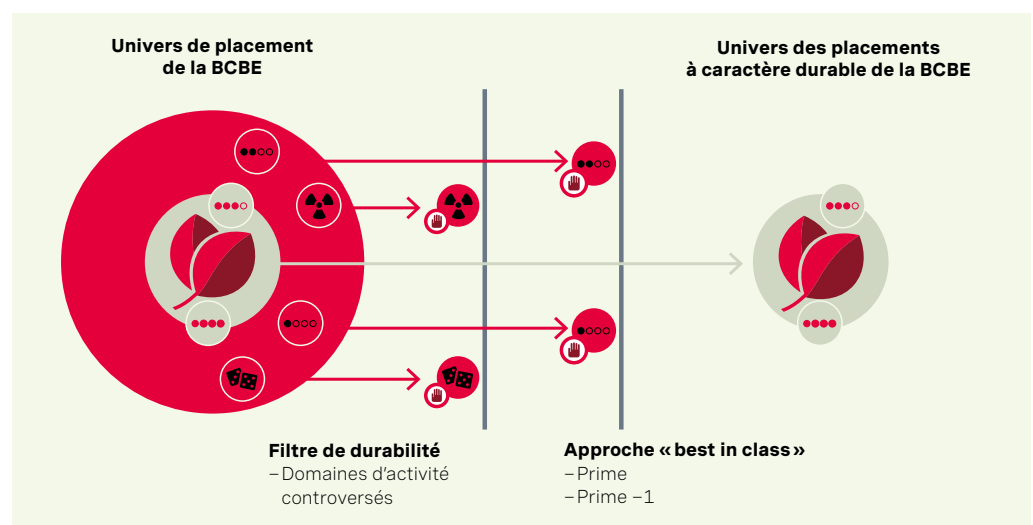 Univers de placement
de la BCBE
Univers des placements
à caractère durable de la BCBE
Filtre de durabilité
–Domaines d'activité
controversés
Approche «best in class»
–Prime
–Prime –1